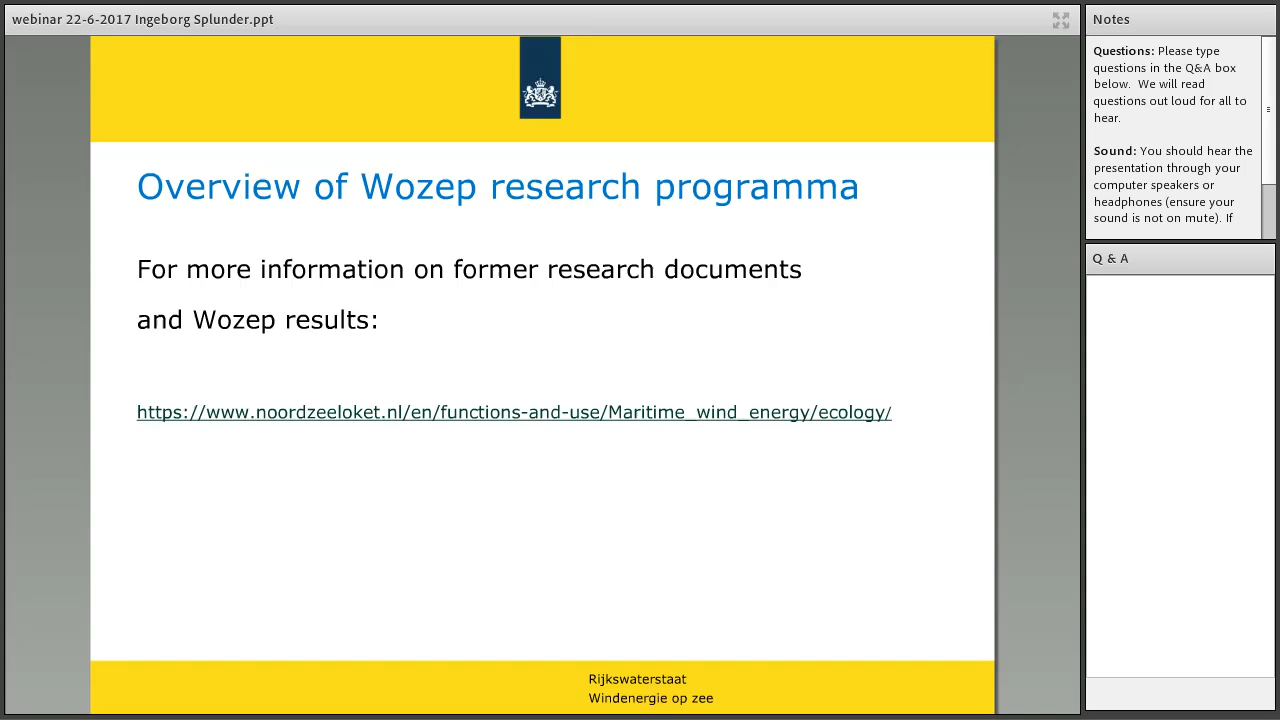 webinar 22-6-2017 Ingeborg Splunder.ppt
Overview of Wozep research programma
For more information on former research documents
and Wozep results:
https://www.noordzeeloket.nl/en/functions-and-use/Maritime_wind_energy/ecology/
Rijkswaterstaat
Windenergie op zee
Notes
Questions: Please type
questions in the Q&A box
below.  We will read
questions out loud for all to
hear.
Sound: You should hear the
presentation through your
computer speakers or
headphones (ensure your
sound is not on mute). If
Q & A